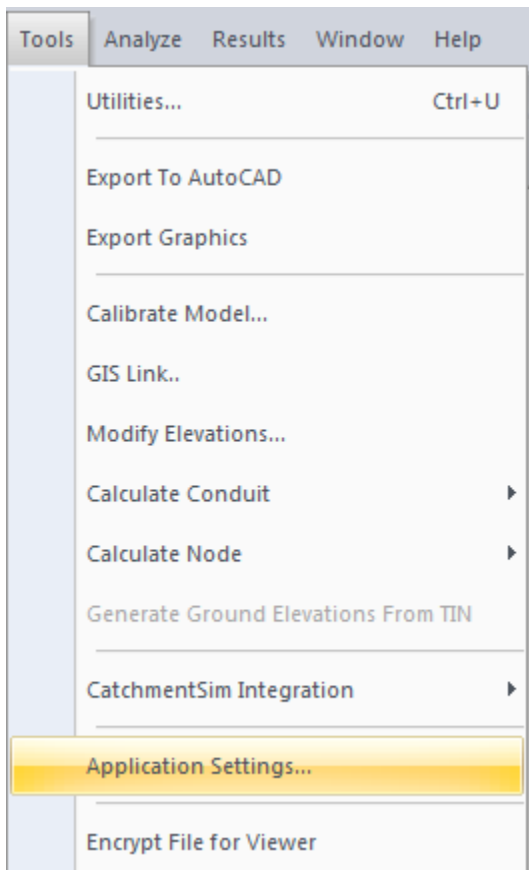 Tools Analyze Results Window Help
Utilities... Ctrl+U
Export To AutoCAD
Export Graphics
Calibrate Model...
GIS Link..
Modify Elevations...
Calculate Conduit
Calculate Node
Generate Ground Elevations From TIN
CatchmentSim Integration
Application Settings...
Encrypt File for Viewer